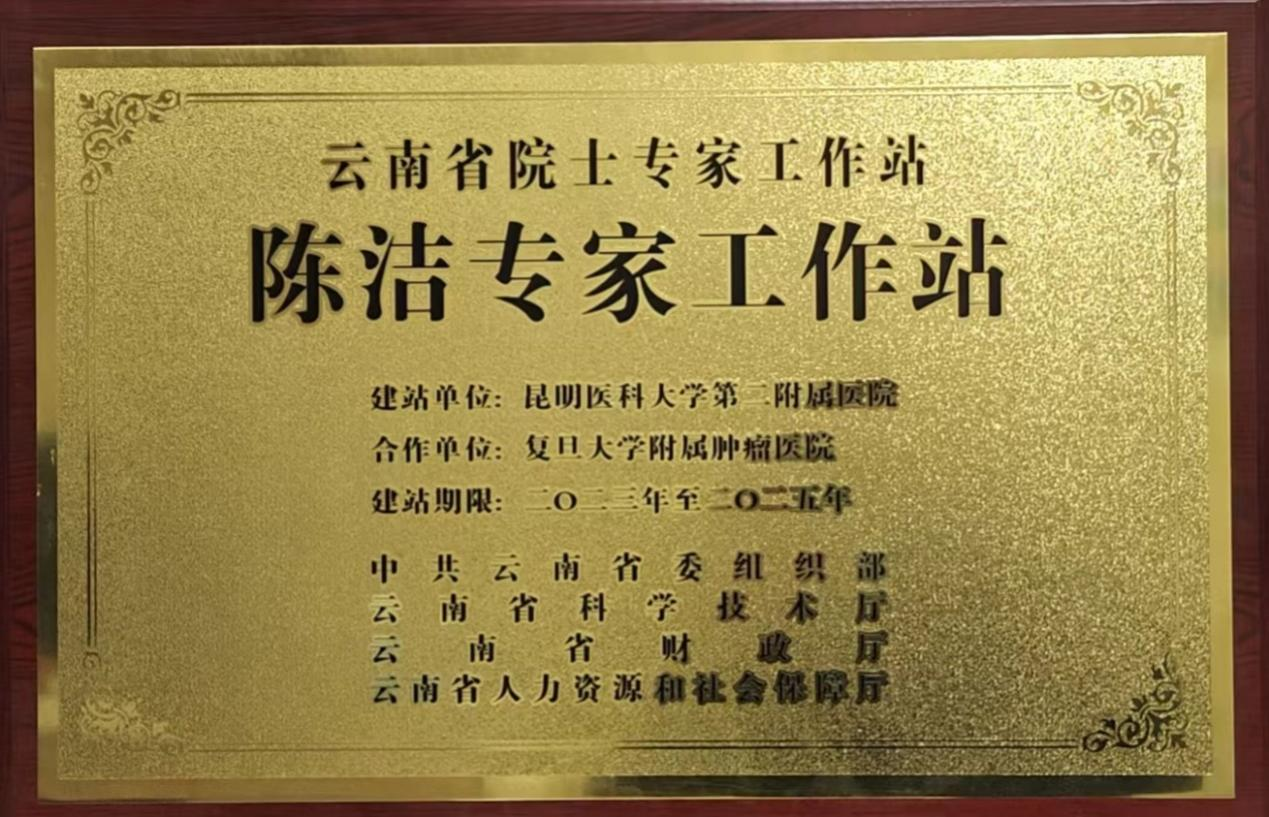 云南省院士专家工作站
陈洁专家工作站
建站单位：昆明医科大学第二附属医院
合作单位：复旦大学附属肿瘤医院
建站期限：二〇二三年至二〇二五年
中共云南省委组织部
云南省科学技术厅
云南省财政厅
云南省人力资源和社会保障厅